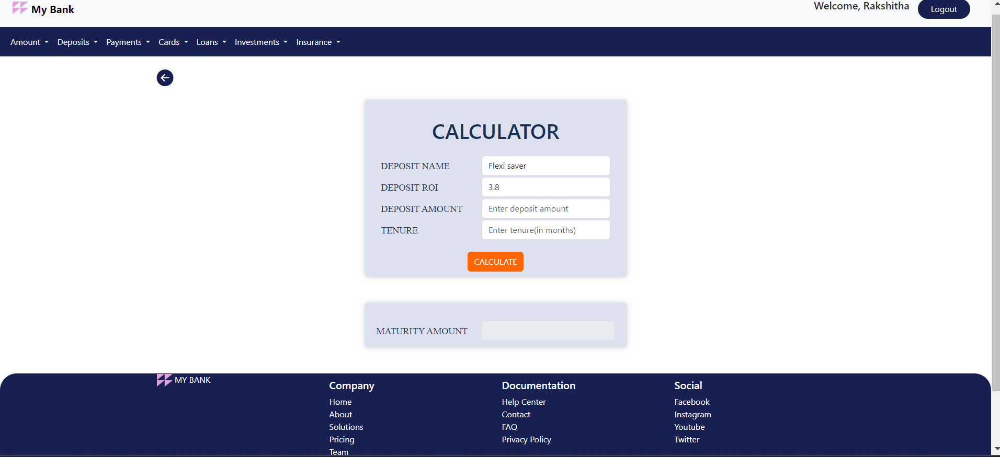 My Bank
Welcome, Rakshitha
Logout
Amount Deposits Payments Cards Loans Investments Insurance
CALCULATOR
DEPOSIT NAME Flexi saver
DEPOSIT ROI 3.8
DEPOSIT AMOUNT Enter deposit amount
TENURE Enter tenure(in months)
CALCULATE
MATURITY AMOUNT
MY BANK
Company
Home
About
Solutions
Pricing
Team
Documentation
Help Center
Contact
FAQ
Privacy Policy
Social
Facebook
Instagram
Youtube
Twitter